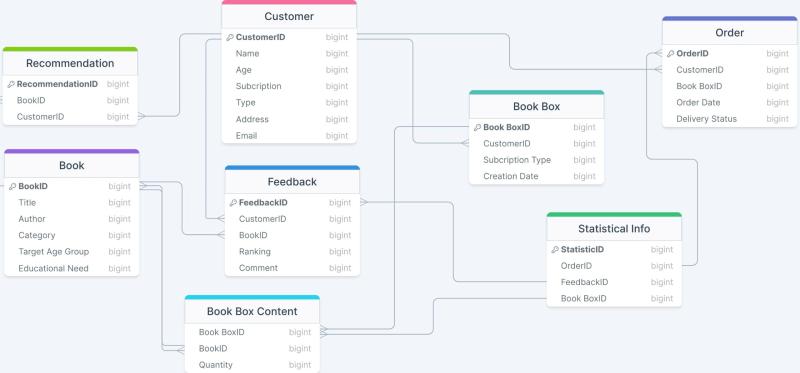 Customer
CustomerID bigint
Name bigint
Age bigint
Subcription bigint
Type bigint
Address bigint
Email bigint
Order
OrderID bigint
CustomerID bigint
Book BoxID bigint
Order Date bigint
Delivery Status bigint
Recommendation
RecommendationID bigint
BookID bigint
CustomerID bigint
Book Box
Book BoxID bigint
CustomerID bigint
Subcription Type bigint
Creation Date bigint
Book
BookID bigint
Title bigint
Author bigint
Category bigint
Target Age Group bigint
Educational Need bigint
Feedback
FeedbackID bigint
CustomerID bigint
BookID bigint
Ranking bigint
Comment bigint
Statistical Info
StatisticID bigint
OrderID bigint
FeedbackID bigint
Book BoxID bigint
Book Box Content
Book BoxID bigint
BookID bigint
Quantity bigint